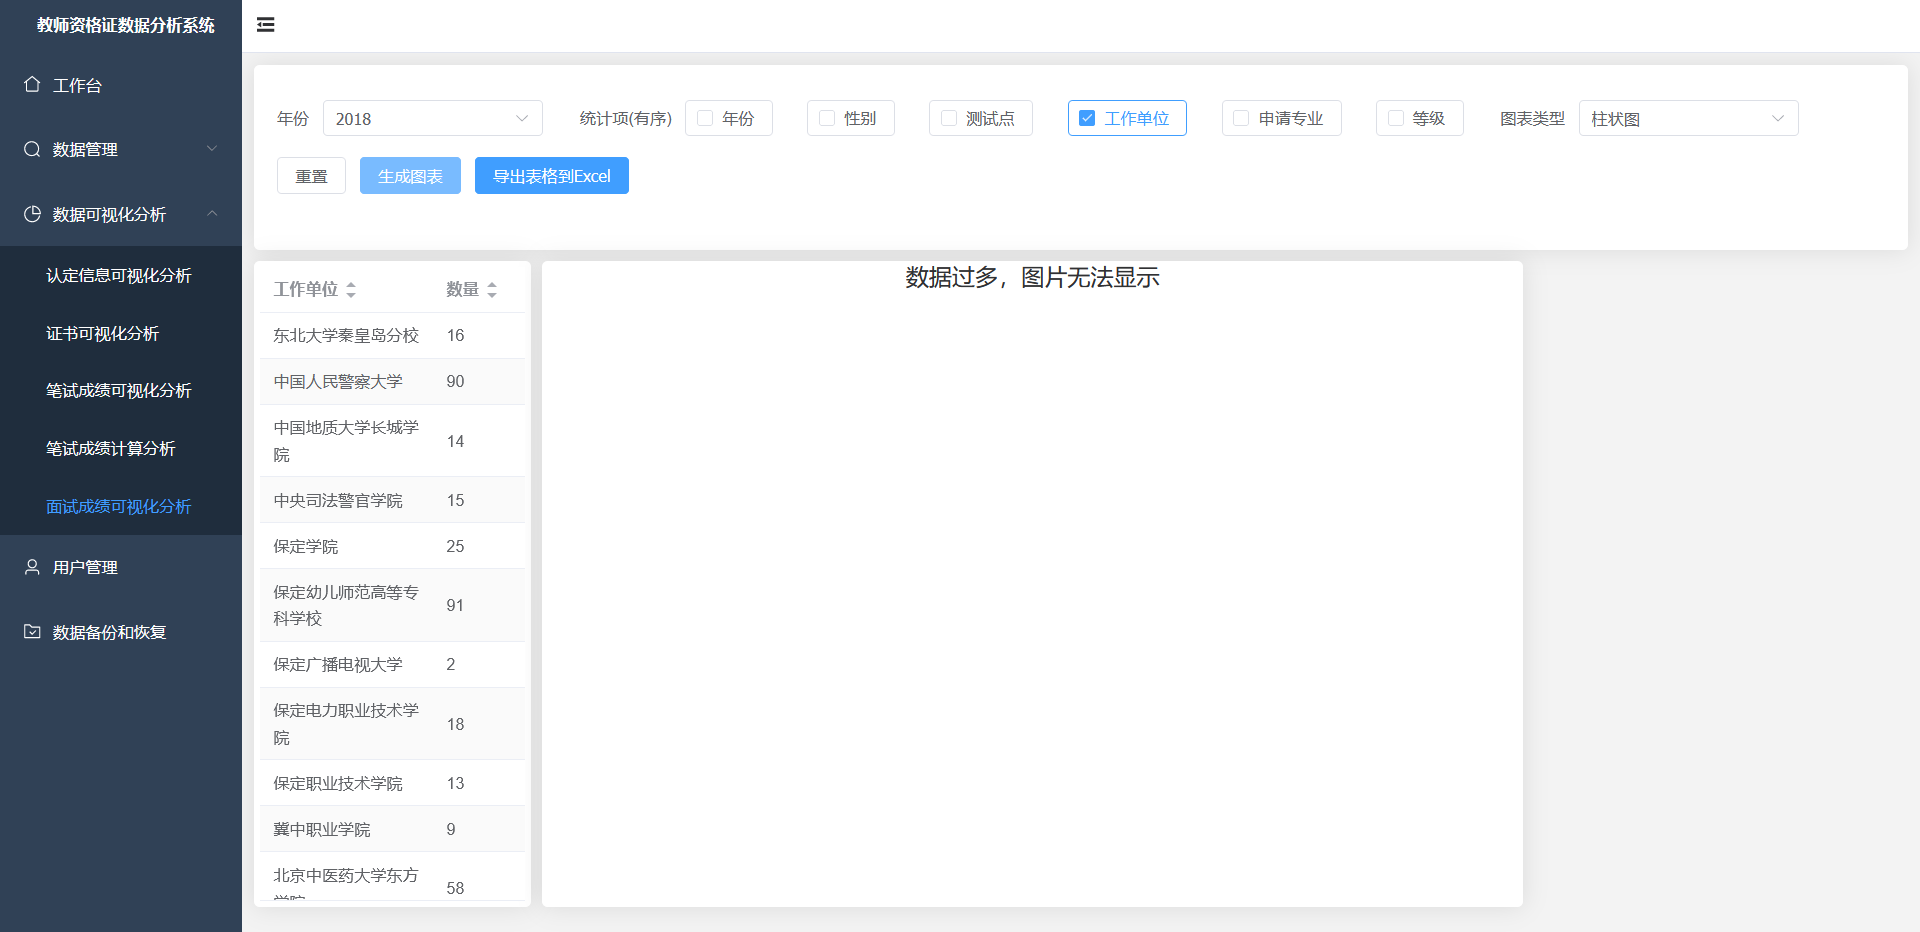 教师资格证数据分析系统
工作台
数据管理
数据可视化分析
认定信息可视化分析
证书可视化分析
笔试成绩可视化分析
笔试成绩计算分析
面试成绩可视化分析
用户管理
数据备份和恢复
年份 2018 统计项(有序) 年份 性别 测试点 工作单位 申请专业 等级 图表类型 柱状图
重置 生成图表 导出表格到Excel
工作单位 数量
东北大学秦皇岛分校 16
中国人民警察大学 90
中国地质大学长城学
院 14
中央司法警官学院 15
保定学院 25
保定幼儿师范高等专
科学校 91
保定广播电视大学 2
保定电力职业技术学
院 18
保定职业技术学院 13
冀中职业学院 9
北京中医药大学东方
学院 58
数据过多，图片无法显示